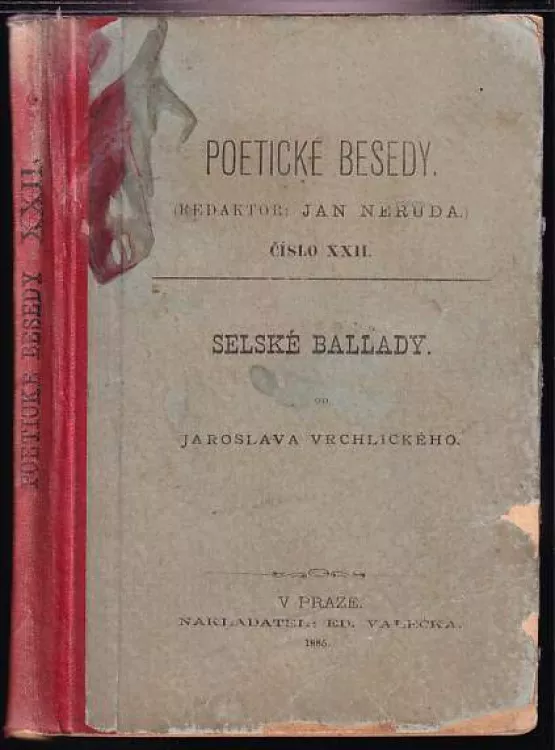 POETICKÉ BESEDY XXII.
POETICKÉ BESEDY.
(REDAKTOR: JAN NERUDA.)
ČÍSLO XXII.
SELSKÉ BALLADY.
OD
JAROSLAVA VRCHLICKÉHO.
V PRAZE.
NAKLADATEL: ED. VALEČKA.
1885.